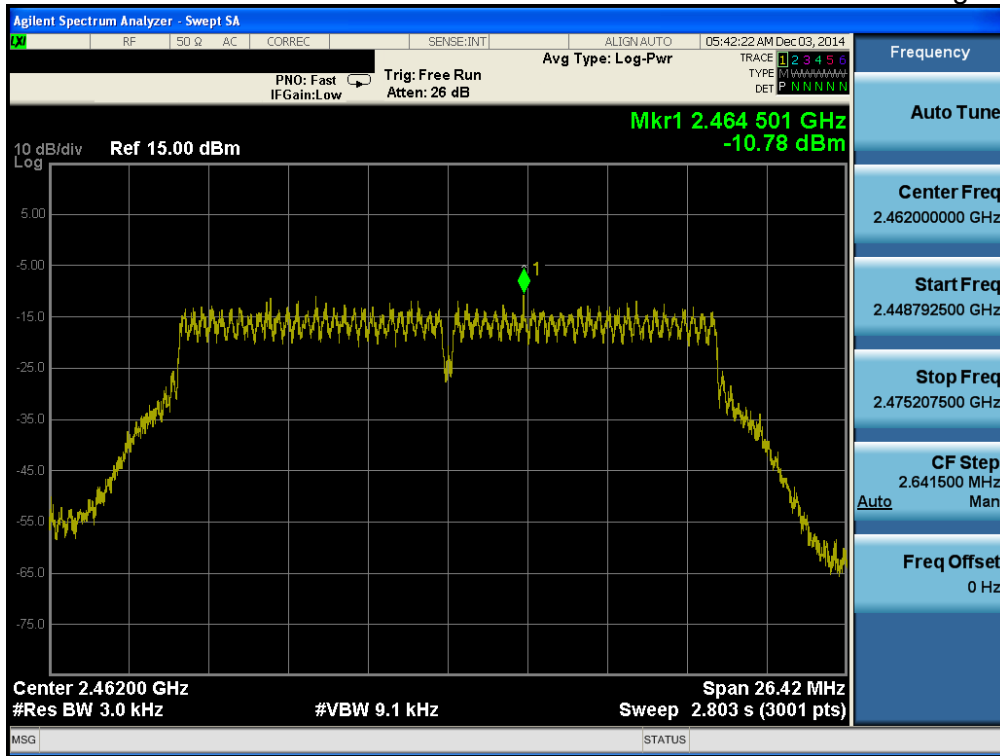 Agilent Spectrum Analyzer - Swept SA
LXI RF 50 Ω AC CORREC SENSE:INT ALIGN AUTO 05:42:22 AM Dec 03, 2014
Avg Type: Log-Pwr TRACE 1 2 3 4 5 6
PNO: Fast Trig: Free Run TYPE M WWWWW
IFGain:Low Atten: 26 dB DET P N N N N N
Mkr1 2.464 501 GHz
10 dB/div Ref 15.00 dBm -10.78 dBm
Log
5.00
-5.00
1
-15.0
-25.0
-35.0
-45.0
-55.0
-65.0
-75.0
Center 2.46200 GHz Span 26.42 MHz
#Res BW 3.0 kHz #VBW 9.1 kHz Sweep 2.803 s (3001 pts)
MSG STATUS
Frequency
Auto Tune
Center Freq
2.462000000 GHz
Start Freq
2.448792500 GHz
Stop Freq
2.475207500 GHz
CF Step
2.641500 MHz
Auto Man
Freq Offset
0 Hz